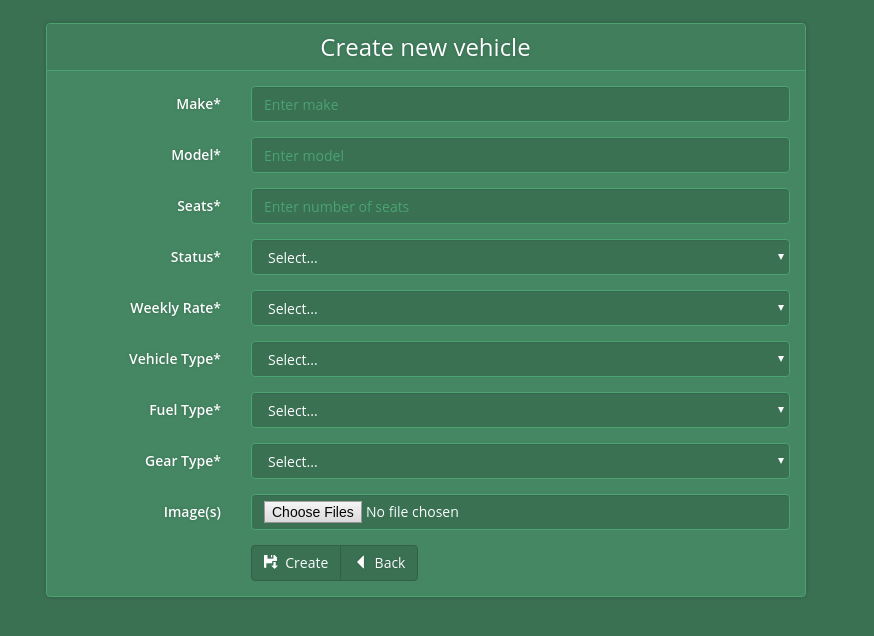 Create new vehicle
Make* Enter make
Model* Enter model
Seats* Enter number of seats
Status* Select...
Weekly Rate* Select...
Vehicle Type* Select...
Fuel Type* Select...
Gear Type* Select...
Image(s) Choose Files No file chosen
Create Back